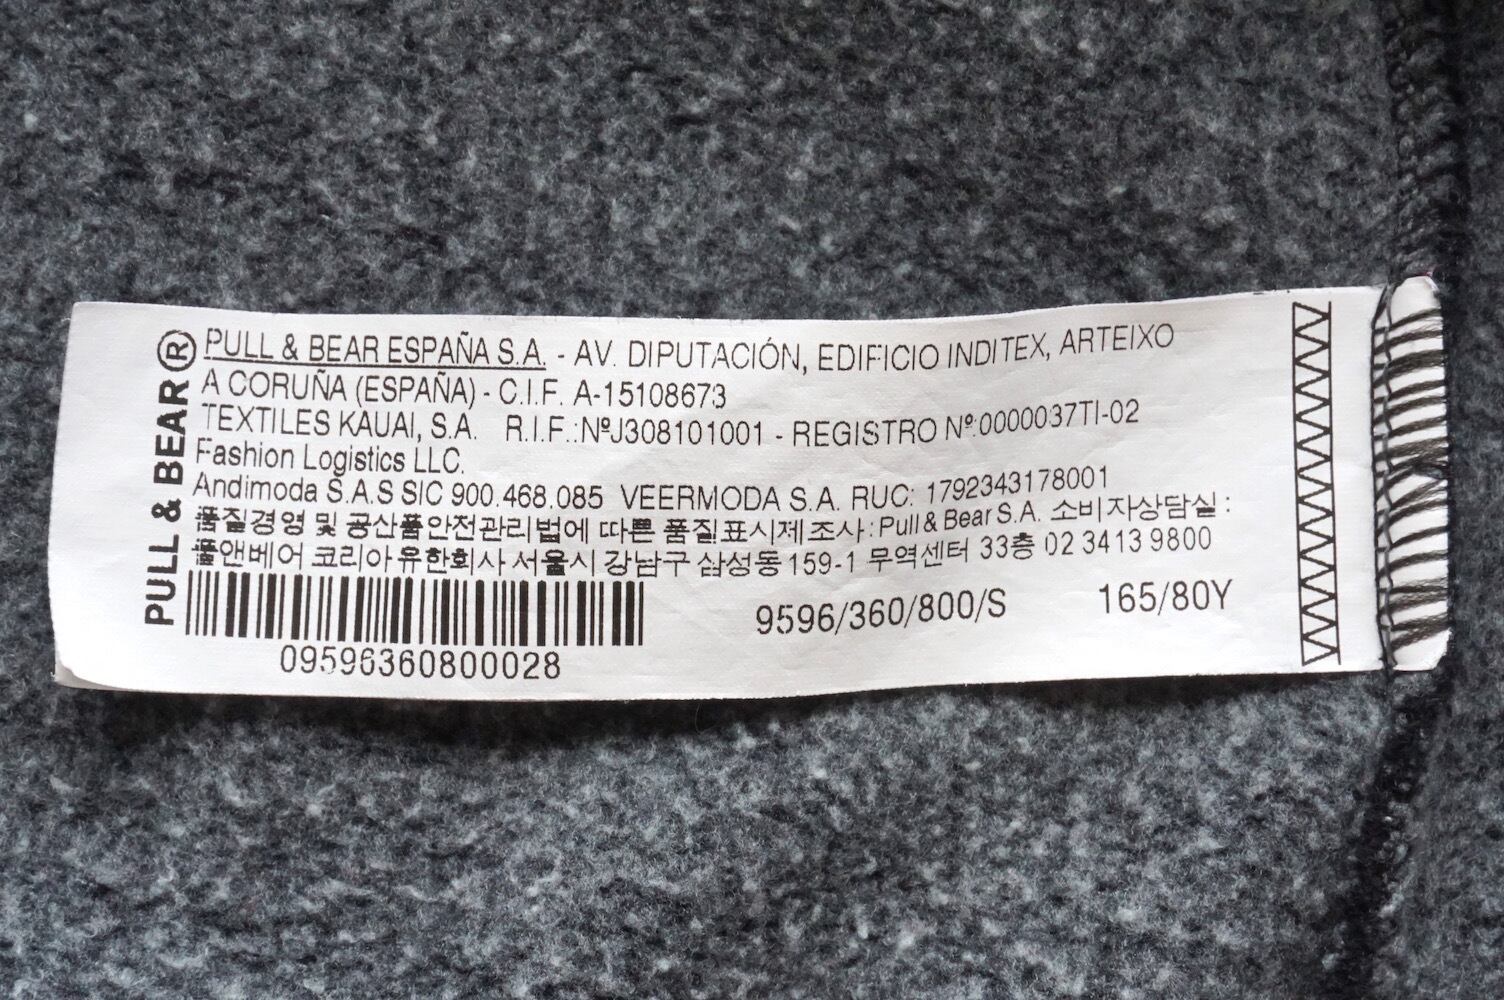 PULL & BEAR®
PULL & BEAR ESPAÑA S.A. - AV. DIPUTACIÓN, EDIFICIO INDITEX, ARTEIXO
A CORUÑA (ESPAÑA) - C.I.F. A-15108673
TEXTILES KAUAI, S.A. R.I.F.:NºJ308101001 - REGISTRO Nº:0000037TI-02
Fashion Logistics LLC.
Andimoda S.A.S SIC 900.468.085 VEERMODA S.A. RUC: 1792343178001
품질경영 및 공산품안전관리법에 따른 품질표시제조사:Pull & Bear S.A. 소비자상담실 :
풀앤베어 코리아 유한회사 서울시 강남구 삼성동 159-1 무역센터 33층 02 3413 9800
09596360800028
9596/360/800/S 165/80Y